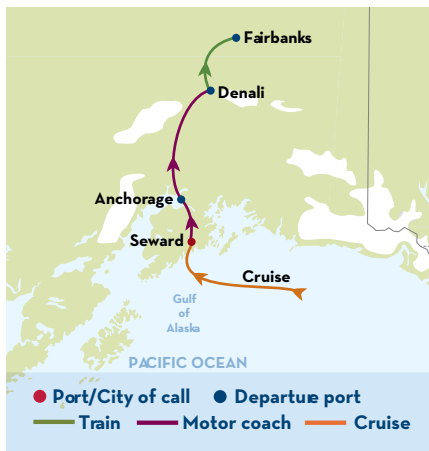 Fairbanks
Denali
Anchorage
Seward
Cruise
Gulf
of
Alaska
PACIFIC OCEAN
Port/City of call
Departure port
Train
Motor coach
Cruise